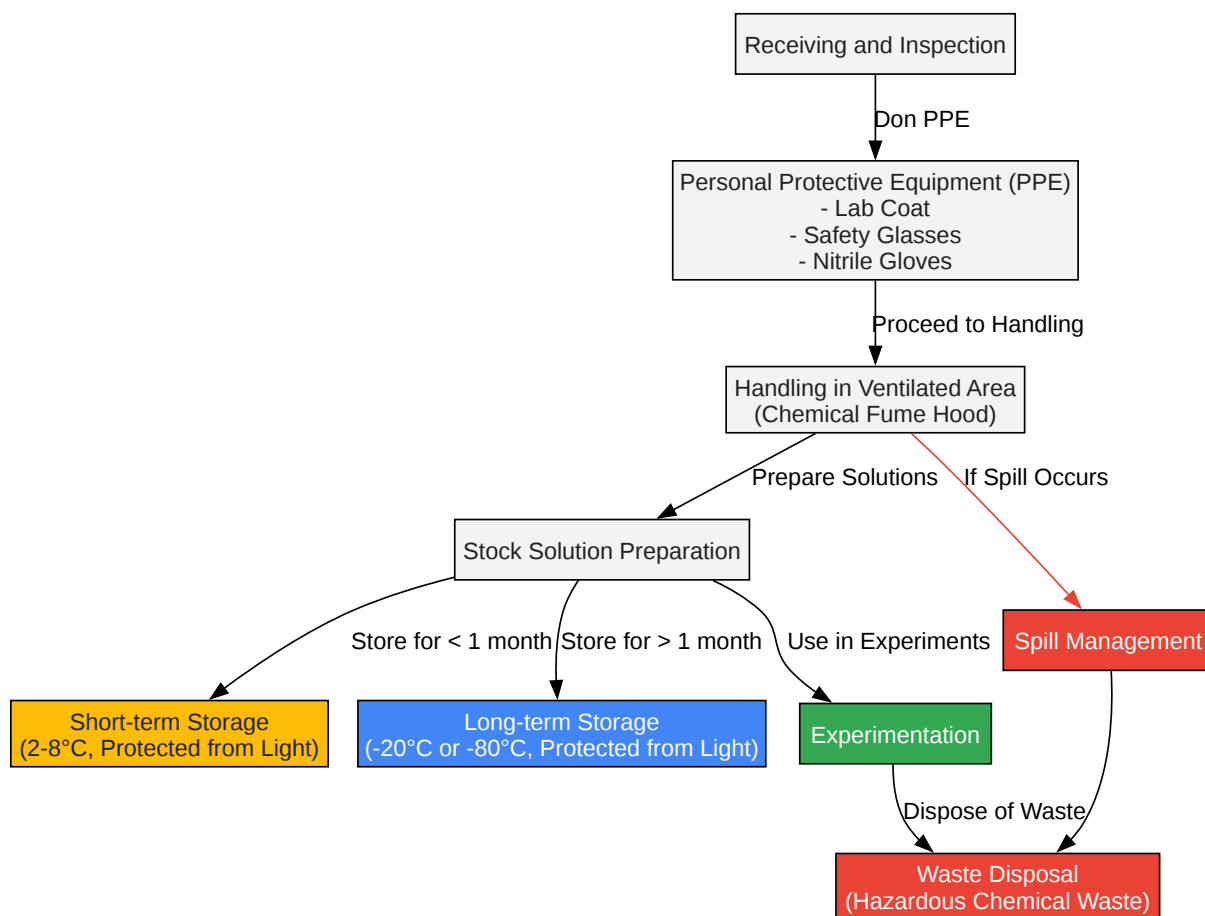 Receiving and Inspection
Don PPE
Personal Protective Equipment (PPE)
- Lab Coat
- Safety Glasses
- Nitrile Gloves
Proceed to Handling
Handling in Ventilated Area
(Chemical Fume Hood)
Prepare Solutions
If Spill Occurs
Stock Solution Preparation
Store for < 1 month
Store for > 1 month
Use in Experiments
Spill Management
Short-term Storage
(2-8°C, Protected from Light)
Long-term Storage
(-20°C or -80°C, Protected from Light)
Experimentation
Dispose of Waste
Waste Disposal
(Hazardous Chemical Waste)